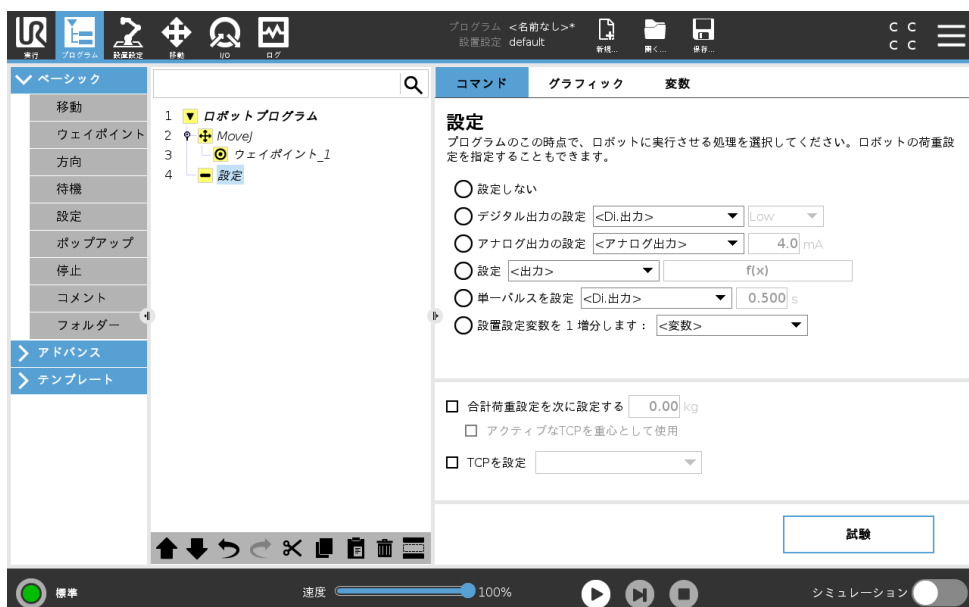 プログラム <名前なし>*
設置設定 default
C C
C C
実行 プログラム 設置設定 移動 I/O ログ 新規... 開く... 保存...
ベーシック
移動
ウェイポイント
方向
待機
設定
ポップアップ
停止
コメント
フォルダー
アドバンス
テンプレート
1 ロボットプログラム
2 MoveJ
3 ウェイポイント_1
4 設定
コマンド グラフィック 変数
設定
プログラムのこの時点で、ロボットに実行させる処理を選択してください。ロボットの荷重設
定を指定することもできます。
設定しない
デジタル出力の設定 <Di.出力> Low
アナログ出力の設定 <アナログ出力> 4.0 mA
設定 <出力> f(x)
単一パルスを設定 <Di.出力> 0.500 s
設置設定変数を 1 増分します： <変数>
合計荷重設定を次に設定する 0.00 kg
アクティブなTCPを重心として使用
TCPを設定
試験
標準 速度 100% シミュレーション